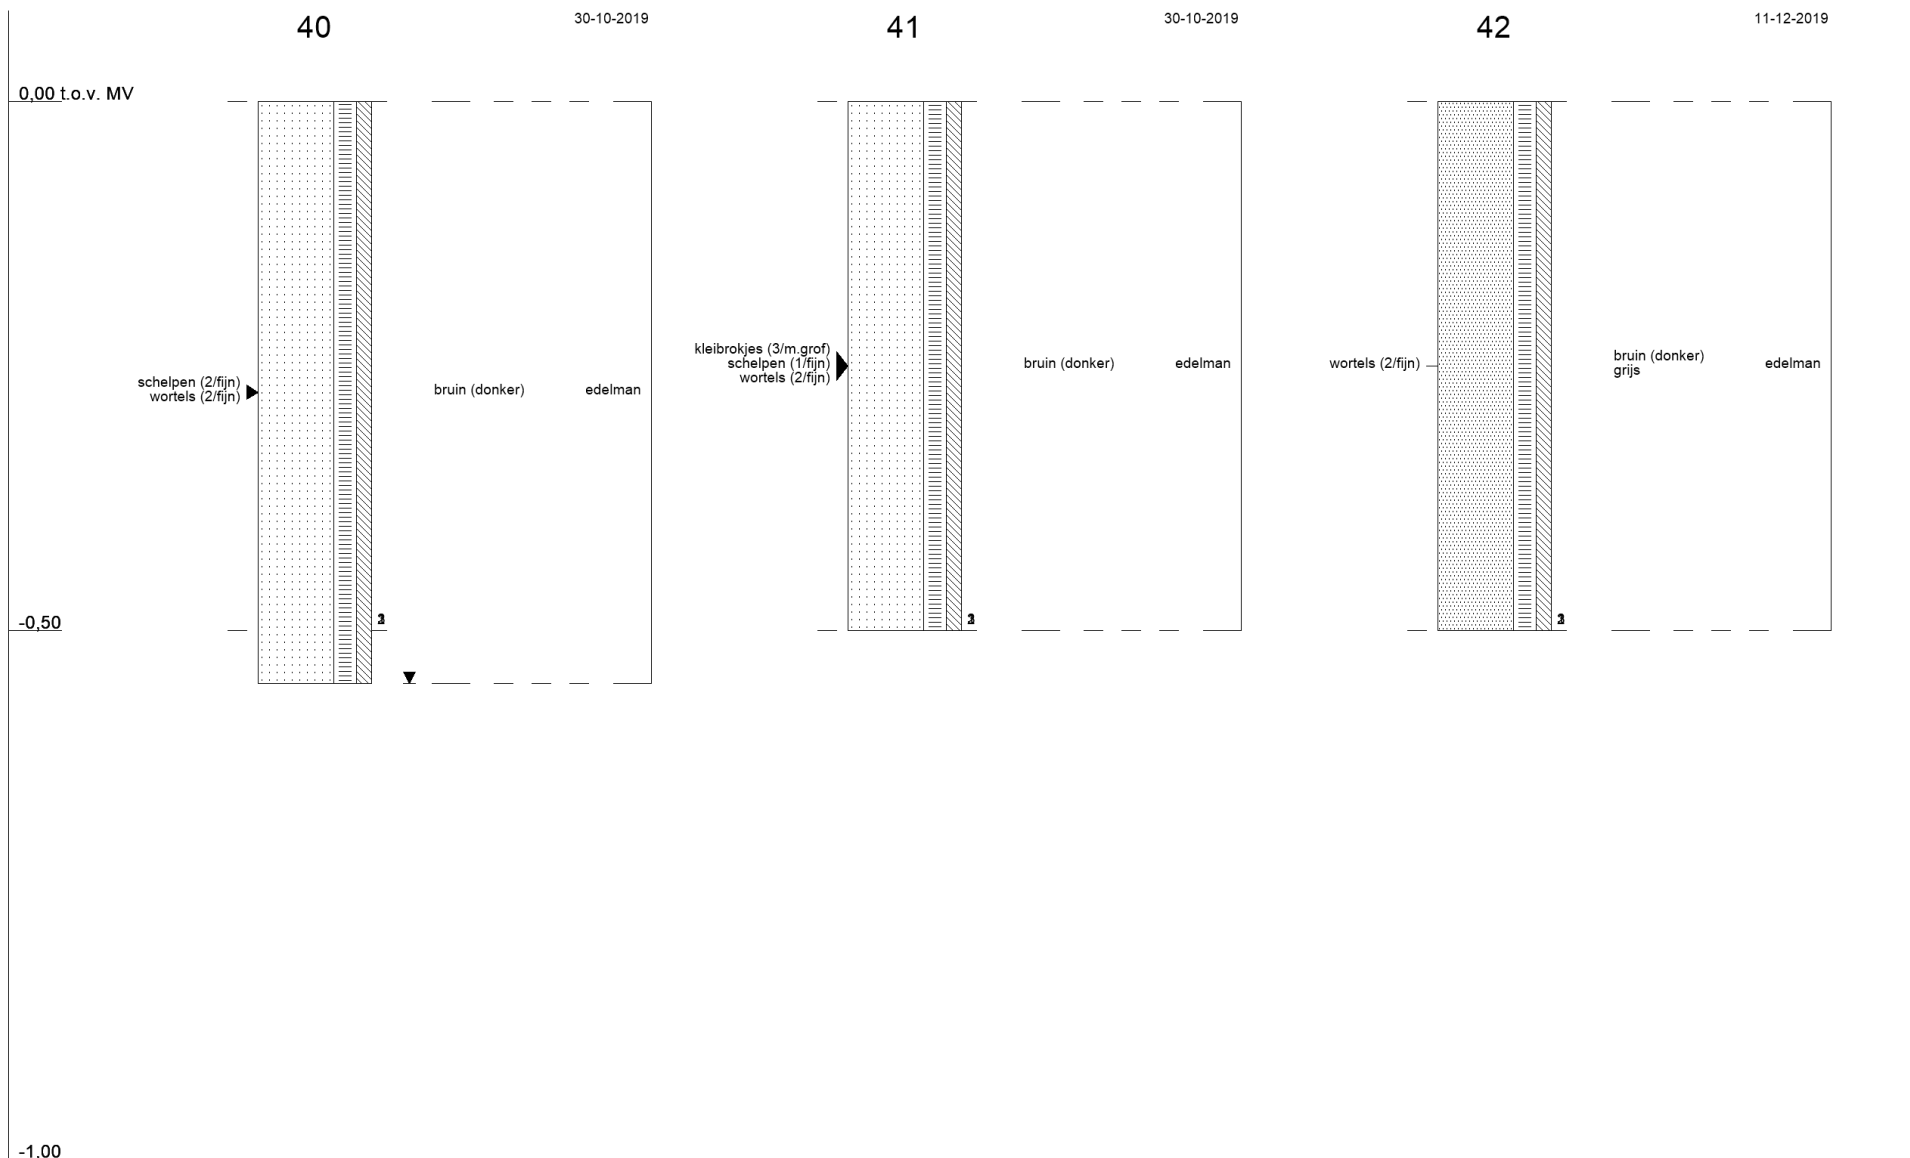 40
30-10-2019
41
30-10-2019
42
11-12-2019
0,00 t.o.v. MV
schelpen (2/fijn)
wortels (2/fijn)
bruin (donker)
edelman
kleibrokjes (3/m.grof)
schelpen (1/fijn)
wortels (2/fijn)
bruin (donker)
edelman
wortels (2/fijn)
bruin (donker)
grijs
edelman
-0,50
-1,00